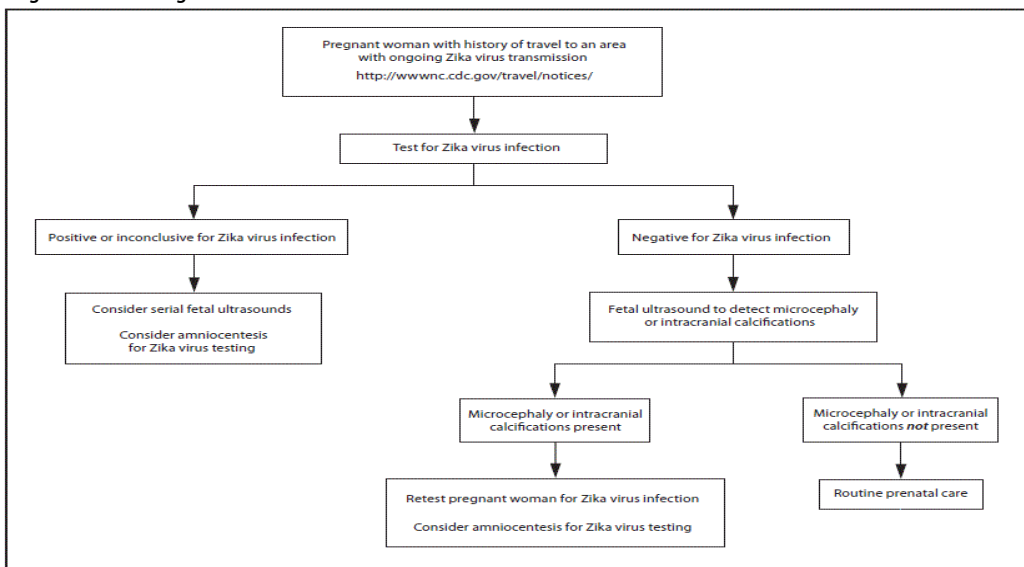 Pregnant woman with history of travel to an area
with ongoing Zika virus transmission
http://wwwnc.cdc.gov/travel/notices/
Test for Zika virus infection
Positive or inconclusive for Zika virus infection
Negative for Zika virus infection
Consider serial fetal ultrasounds
Consider amniocentesis
for Zika virus testing
Fetal ultrasound to detect microcephaly
or intracranial calcifications
Microcephaly or intracranial
calcifications present
Microcephaly or intracranial
calcifications not present
Retest pregnant woman for Zika virus infection
Consider amniocentesis for Zika virus testing
Routine prenatal care